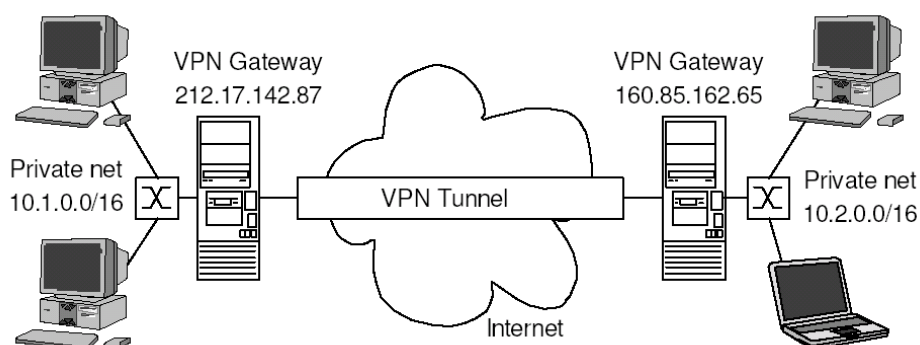 VPN Gateway
212.17.142.87
VPN Gateway
160.85.162.65
Private net
10.1.0.0/16
VPN Tunnel
Private net
10.2.0.0/16
Internet